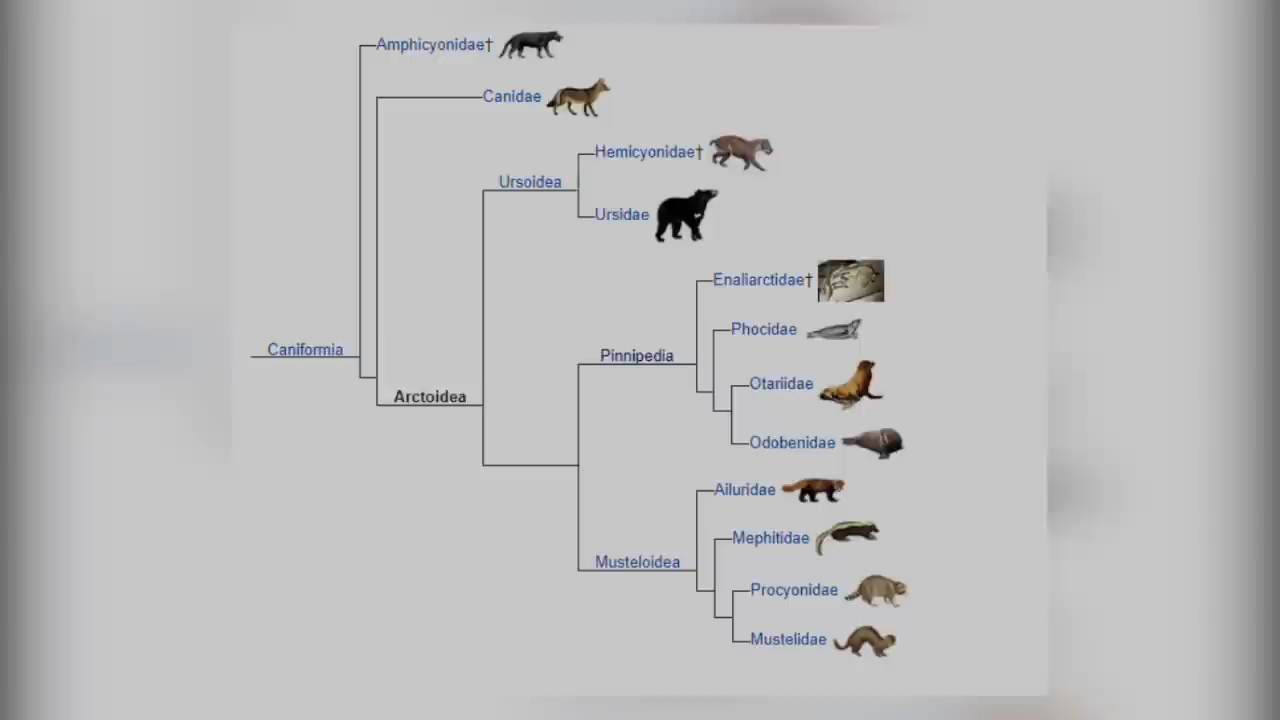 Amphicyonidae†
Canidae
Hemicyonidae†
Ursoidea
Ursidae
Enaliarctidae†
Phocidae
Caniformia
Pinnipedia
Otariidae
Arctoidea
Odobenidae
Ailuridae
Mephitidae
Musteloidea
Procyonidae
Mustelidae